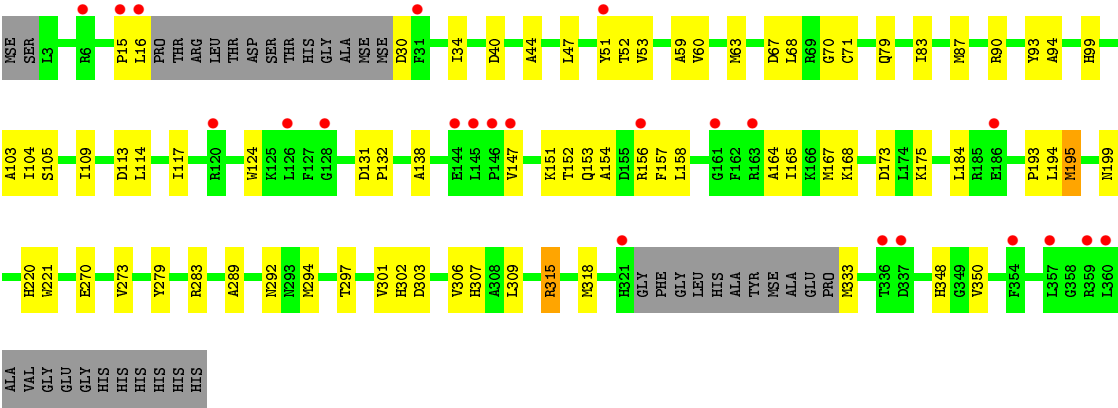 MSE SER L3 R6 P15 L16 PRO THR ARG LEU THR ASP SER THR HIS GLY ALA MSE MSE D30 F31 I34 D40 A44 L47 Y51 T52 V53 A59 V60 M63 D67 L68 R69 G70 C71 Q79 I83 M87 R90 Y93 A94 H99
A103 I104 S105 I109 D113 L114 I117 R120 W124 K125 L126 F127 G128 D131 P132 A138 E144 L145 P146 V147 K151 T152 Q153 A154 D155 R156 F157 L158 G161 F162 R163 A164 I165 K166 M167 K168 D173 L174 K175 L184 R185 E186 P193 L194 M195 N199
H220 W221 E270 V273 Y279 R283 A289 N292 N293 M294 T297 V301 H302 D303 V306 H307 A308 L309 R315 M318 H321 GLY PHE GLY LEU HIS ALA TYR MSE ALA GLU PRO M333 T336 D337 H348 G349 V350 F354 L357 G358 R359 L360
ALA VAL GLY GLU GLY HIS HIS HIS HIS HIS HIS